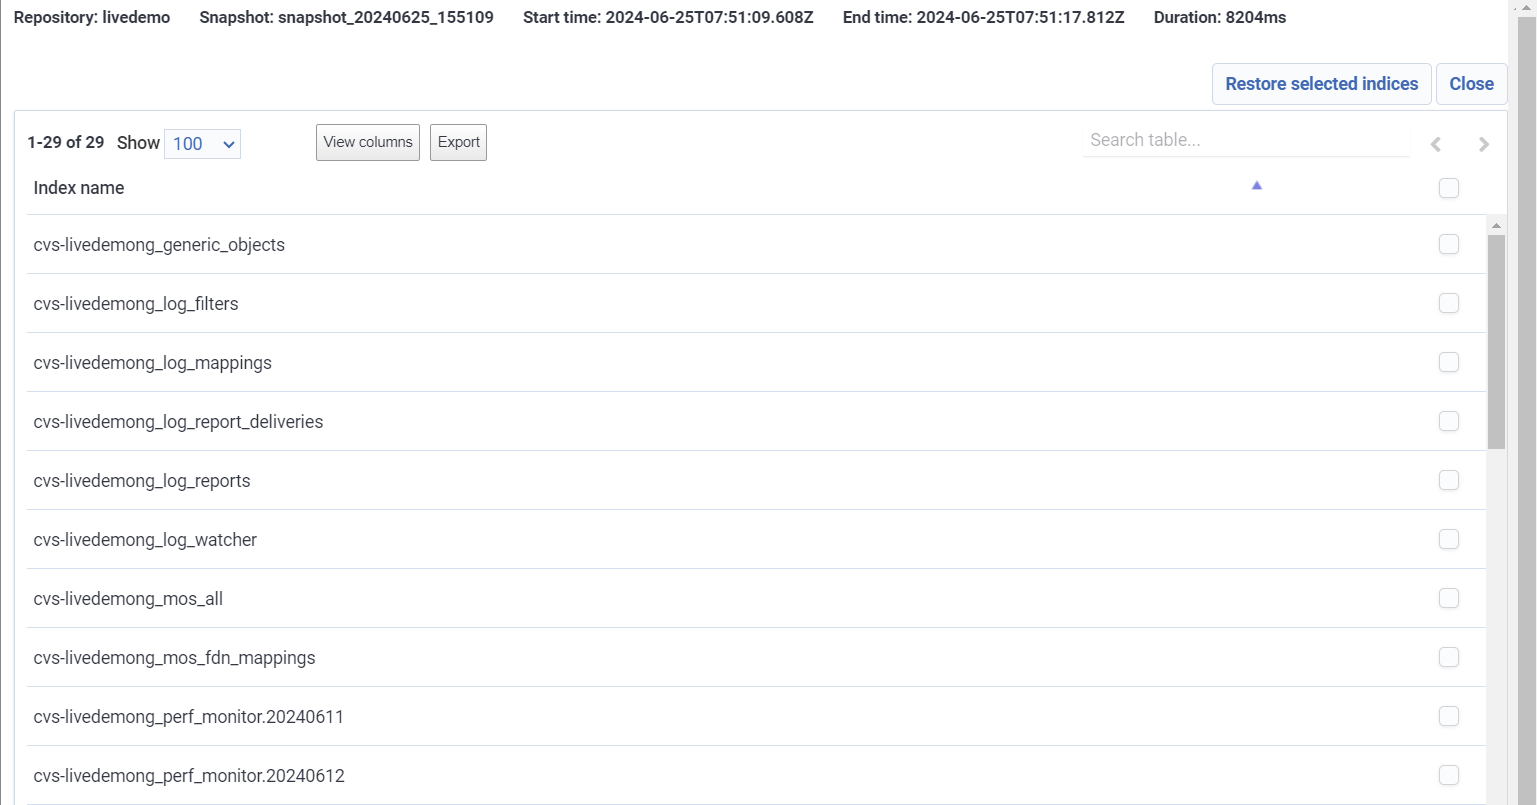 Repository: livedemo Snapshot: snapshot_20240625_155109 Start time: 2024-06-25T07:51:09.608Z End time: 2024-06-25T07:51:17.812Z Duration: 8204ms
Restore selected indices Close
1-29 of 29 Show 100 View columns Export Search table...
Index name
cvs-livedemong_generic_objects
cvs-livedemong_log_filters
cvs-livedemong_log_mappings
cvs-livedemong_log_report_deliveries
cvs-livedemong_log_reports
cvs-livedemong_log_watcher
cvs-livedemong_mos_all
cvs-livedemong_mos_fdn_mappings
cvs-livedemong_perf_monitor.20240611
cvs-livedemong_perf_monitor.20240612